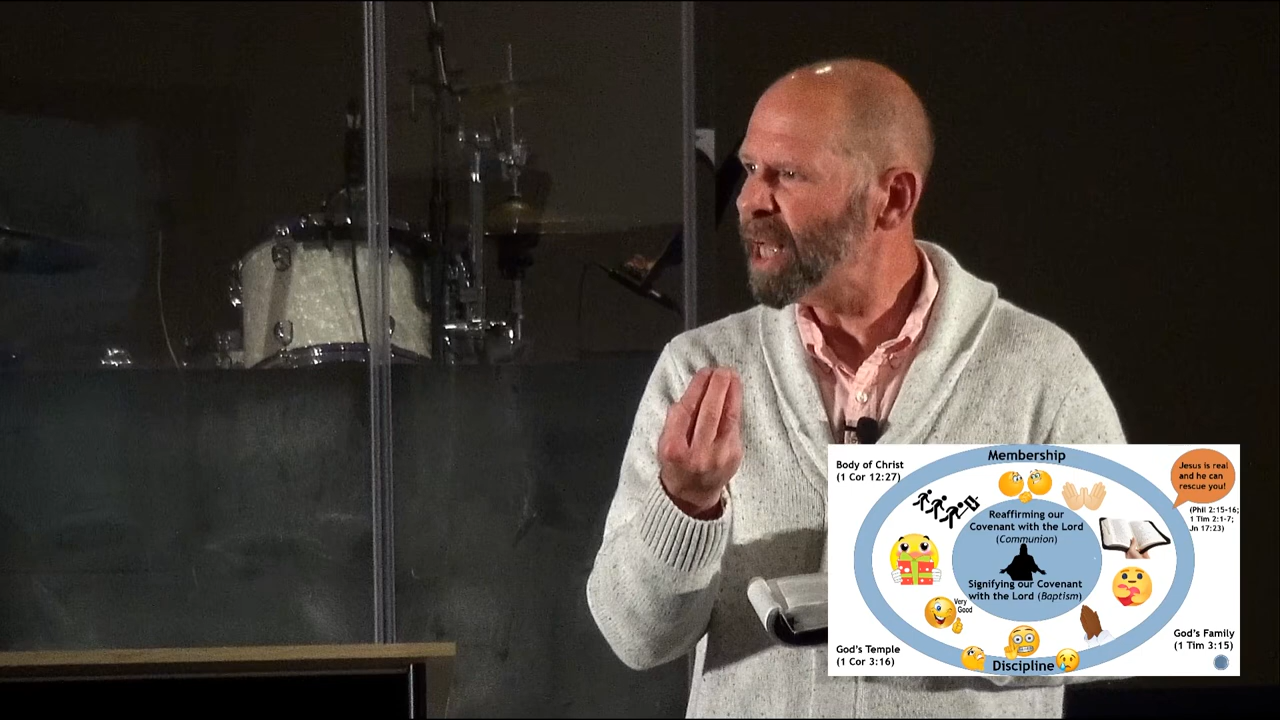 Membership
Body of Christ
(1 Cor 12:27)
Jesus is real
and he can
rescue you!
(Phil 2:15-16;
1 Tim 2:1-7;
Jn 17:23)
Reaffirming our
Covenant with the Lord
(Communion)
Signifying our Covenant
with the Lord (Baptism)
Very
Good
God's Temple
(1 Cor 3:16)
Discipline
God's Family
(1 Tim 3:15)